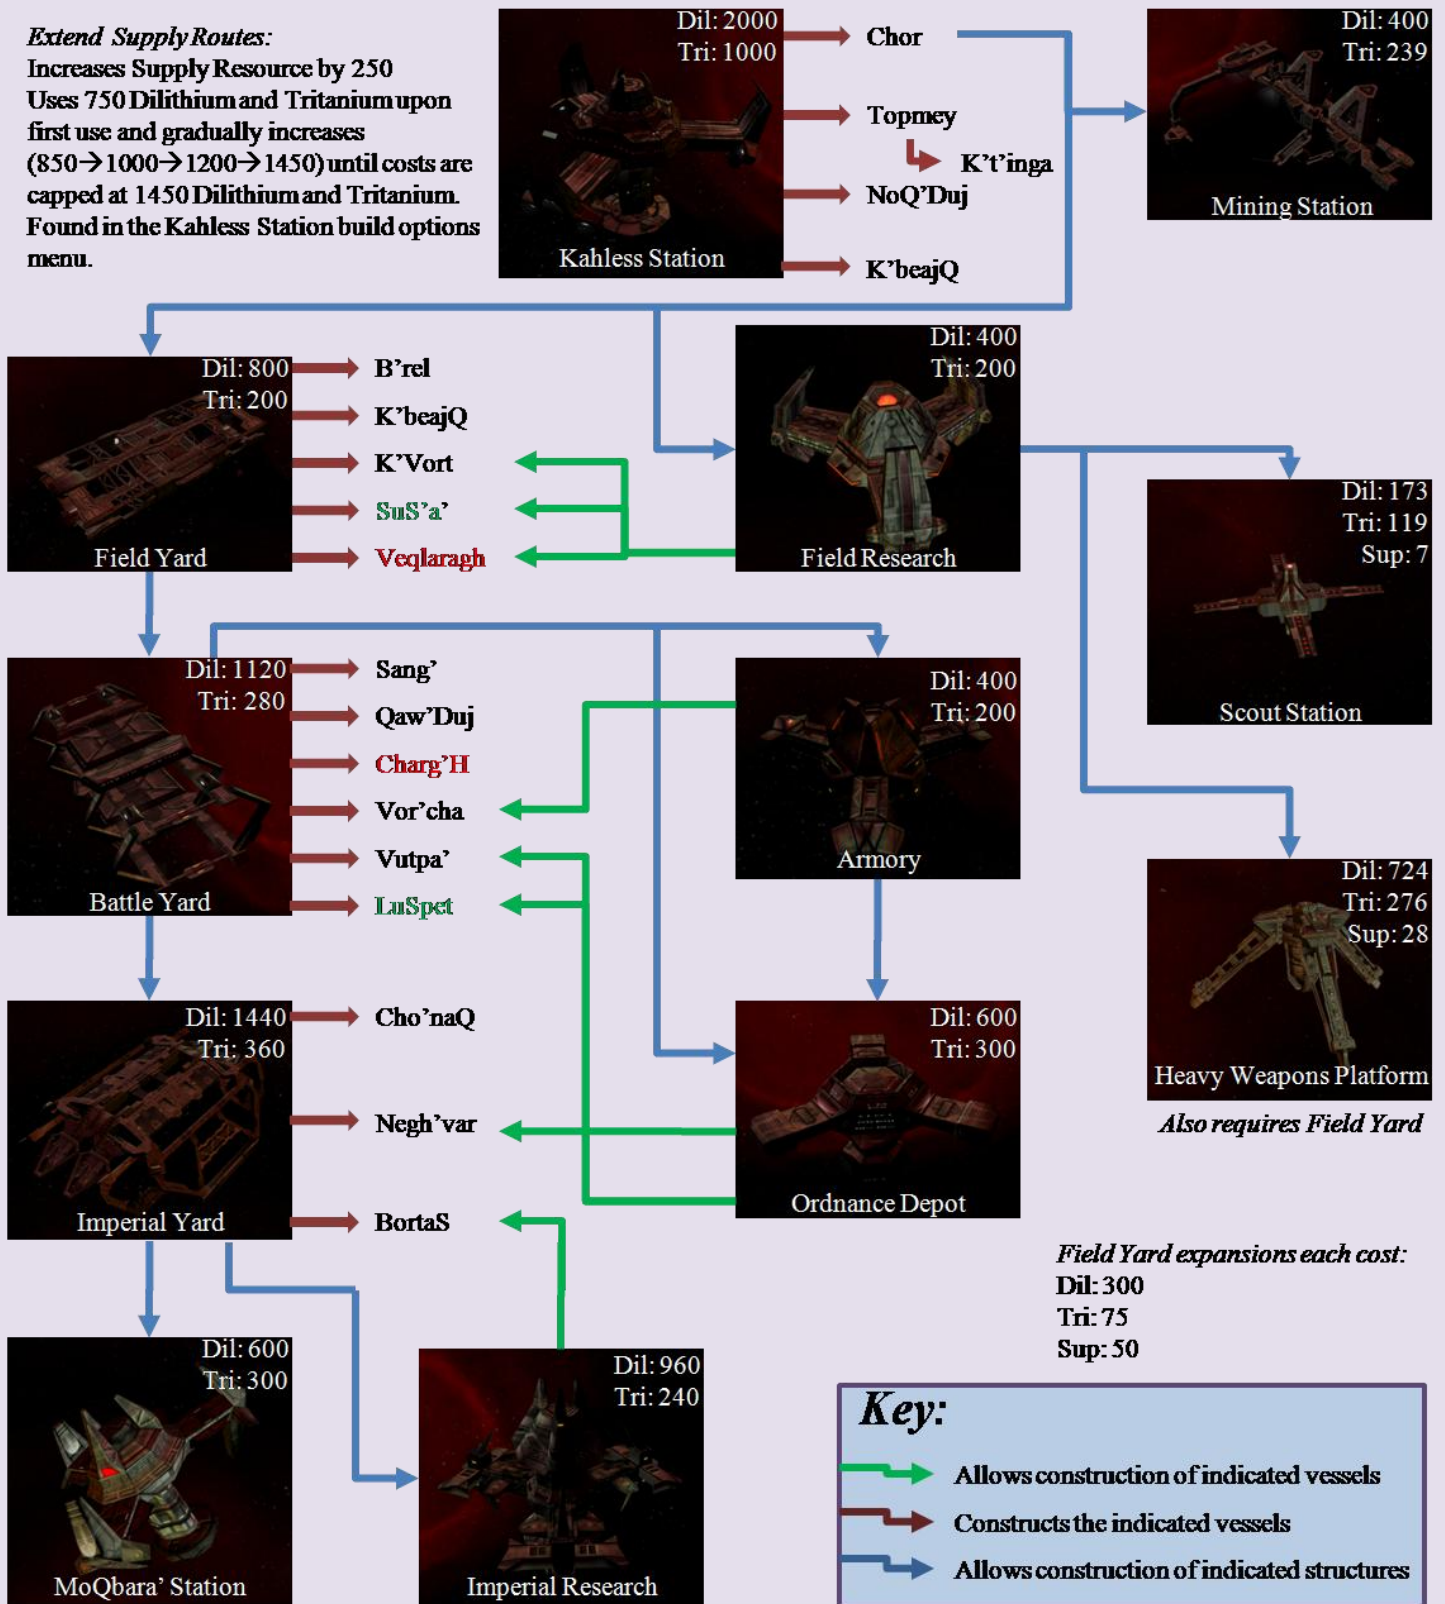 Extend Supply Routes:
Increases Supply Resource by 250
Uses 750 Dilithium and Tritanium upon
first use and gradually increases
(850→1000→1200→1450) until costs are
capped at 1450 Dilithium and Tritanium.
Found in the Kahless Station build options
menu.
Dil: 2000
Tri: 1000
Kahless Station
Chor
Topmey
K't'inga
NoQ'Duj
K'beajQ
Dil: 400
Tri: 239
Mining Station
Dil: 800
Tri: 200
Field Yard
B'rel
K'beajQ
K'Vort
SuS'a'
Veqlaragh
Dil: 400
Tri: 200
Field Research
Dil: 173
Tri: 119
Sup: 7
Scout Station
Dil: 1120
Tri: 280
Battle Yard
Sang'
Qaw'Duj
Charg'H
Vor'cha
Vutpa'
LuSpet
Dil: 400
Tri: 200
Armory
Dil: 724
Tri: 276
Sup: 28
Heavy Weapons Platform
Also requires Field Yard
Dil: 1440
Tri: 360
Imperial Yard
Cho'naQ
Negh'var
BortaS
Dil: 600
Tri: 300
Ordnance Depot
Field Yard expansions each cost:
Dil: 300
Tri: 75
Sup: 50
Dil: 600
Tri: 300
MoQbara' Station
Dil: 960
Tri: 240
Imperial Research
Key:
Allows construction of indicated vessels
Constructs the indicated vessels
Allows construction of indicated structures